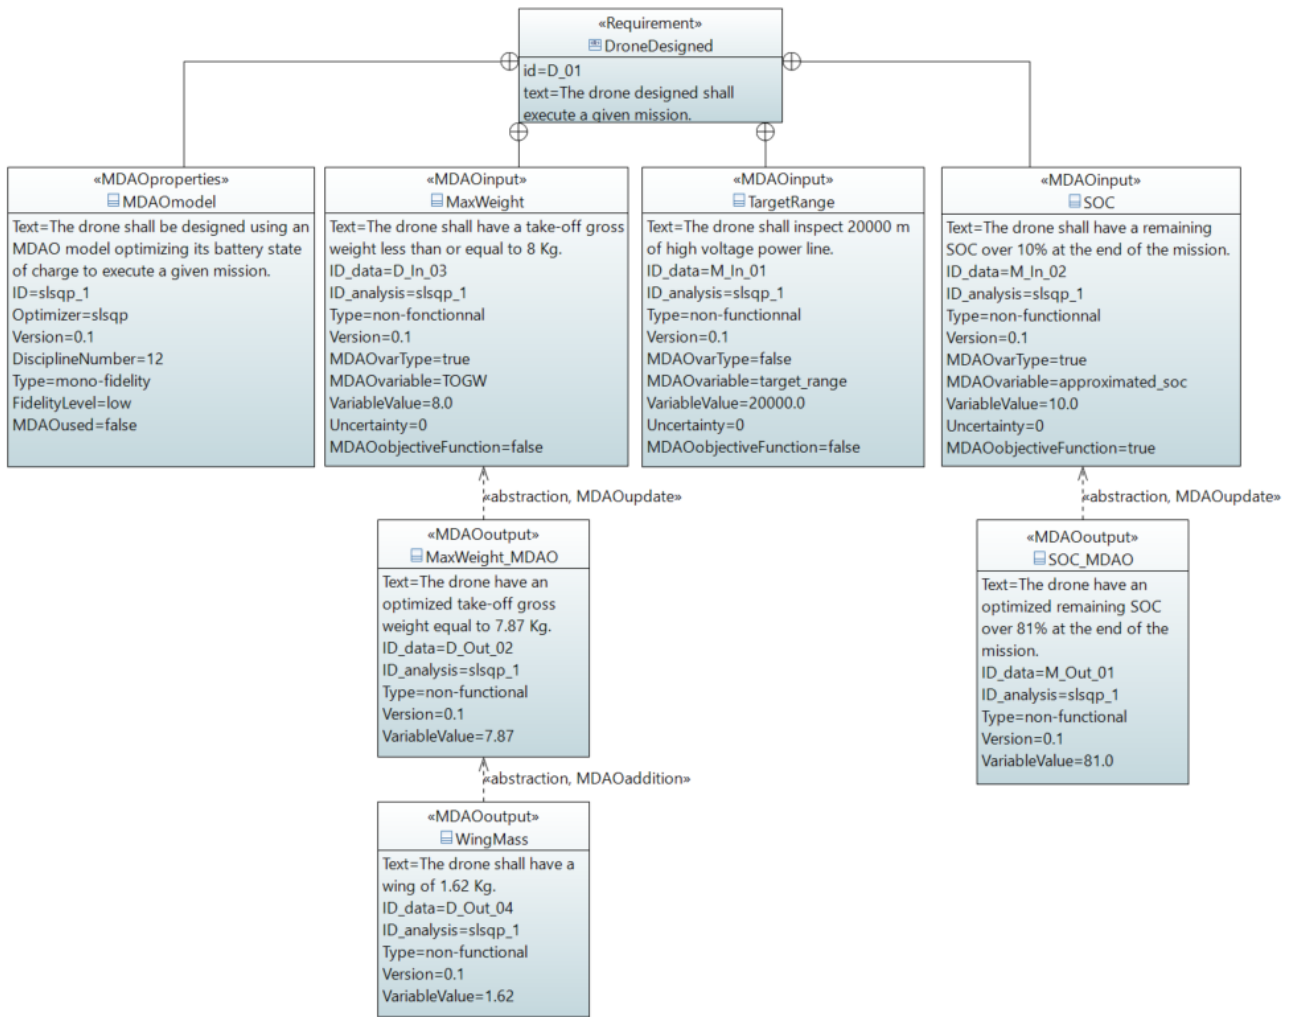 «Requirement»
DroneDesigned
id=D_01
text=The drone designed shall
execute a given mission.
«MDAOproperties»
MDAOmodel
Text=The drone shall be designed using an
MDAO model optimizing its battery state
of charge to execute a given mission.
ID=slsqp_1
Optimizer=slsqp
Version=0.1
DisciplineNumber=12
Type=mono-fidelity
FidelityLevel=low
MDAOused=false
«MDAOinput»
MaxWeight
Text=The drone shall have a take-off gross
weight less than or equal to 8 Kg.
ID_data=D_In_03
ID_analysis=slsqp_1
Type=non-fonctionnal
Version=0.1
MDAOvarType=true
MDAOvariable=TOGW
VariableValue=8.0
Uncertainty=0
MDAOobjectiveFunction=false
«MDAOinput»
TargetRange
Text=The drone shall inspect 20000 m
of high voltage power line.
ID_data=M_In_01
ID_analysis=slsqp_1
Type=non-functionnal
Version=0.1
MDAOvarType=false
MDAOvariable=target_range
VariableValue=20000.0
Uncertainty=0
MDAOobjectiveFunction=false
«MDAOinput»
SOC
Text=The drone shall have a remaining
SOC over 10% at the end of the mission.
ID_data=M_In_02
ID_analysis=slsqp_1
Type=non-functionnal
Version=0.1
MDAOvarType=true
MDAOvariable=approximated_soc
VariableValue=10.0
Uncertainty=0
MDAOobjectiveFunction=true
«abstraction, MDAOupdate»
«MDAOoutput»
MaxWeight_MDAO
Text=The drone have an
optimized take-off gross
weight equal to 7.87 Kg.
ID_data=D_Out_02
ID_analysis=slsqp_1
Type=non-functional
Version=0.1
VariableValue=7.87
«abstraction, MDAOupdate»
«MDAOoutput»
SOC_MDAO
Text=The drone have an
optimized remaining SOC
over 81% at the end of the
mission.
ID_data=M_Out_01
ID_analysis=slsqp_1
Type=non-functional
Version=0.1
VariableValue=81.0
«abstraction, MDAOaddition»
«MDAOoutput»
WingMass
Text=The drone shall have a
wing of 1.62 Kg.
ID_data=D_Out_04
ID_analysis=slsqp_1
Type=non-functional
Version=0.1
VariableValue=1.62